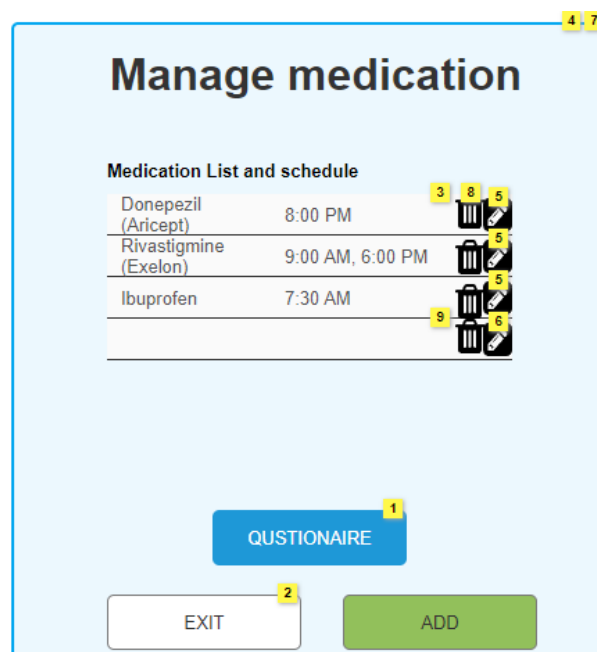 4 7
Manage medication
Medication List and schedule
3 8 5
Donepezil
(Aricept)
8:00 PM
5
Rivastigmine
(Exelon)
9:00 AM, 6:00 PM
5
Ibuprofen
7:30 AM
9 6
1
QUSTIONAIRE
2
EXIT
ADD